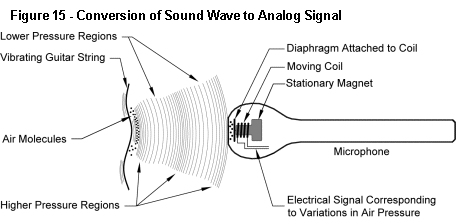 Figure 15 - Conversion of Sound Wave to Analog Signal
Lower Pressure Regions
Vibrating Guitar String
Air Molecules
Higher Pressure Regions
Diaphragm Attached to Coil
Moving Coil
Stationary Magnet
Microphone
Electrical Signal Corresponding
to Variations in Air Pressure